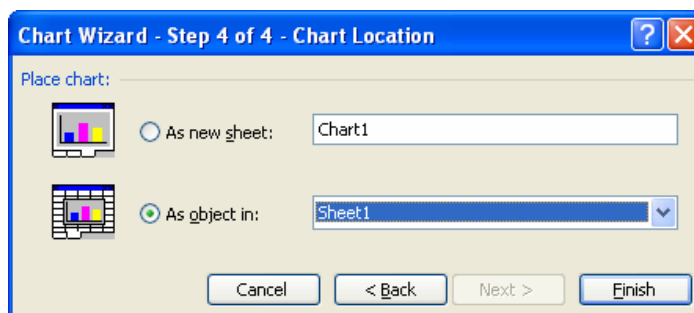 Chart Wizard - Step 4 of 4 - Chart Location
Place chart:
As new sheet: Chart1
As object in: Sheet1
Cancel < Back Next > Finish